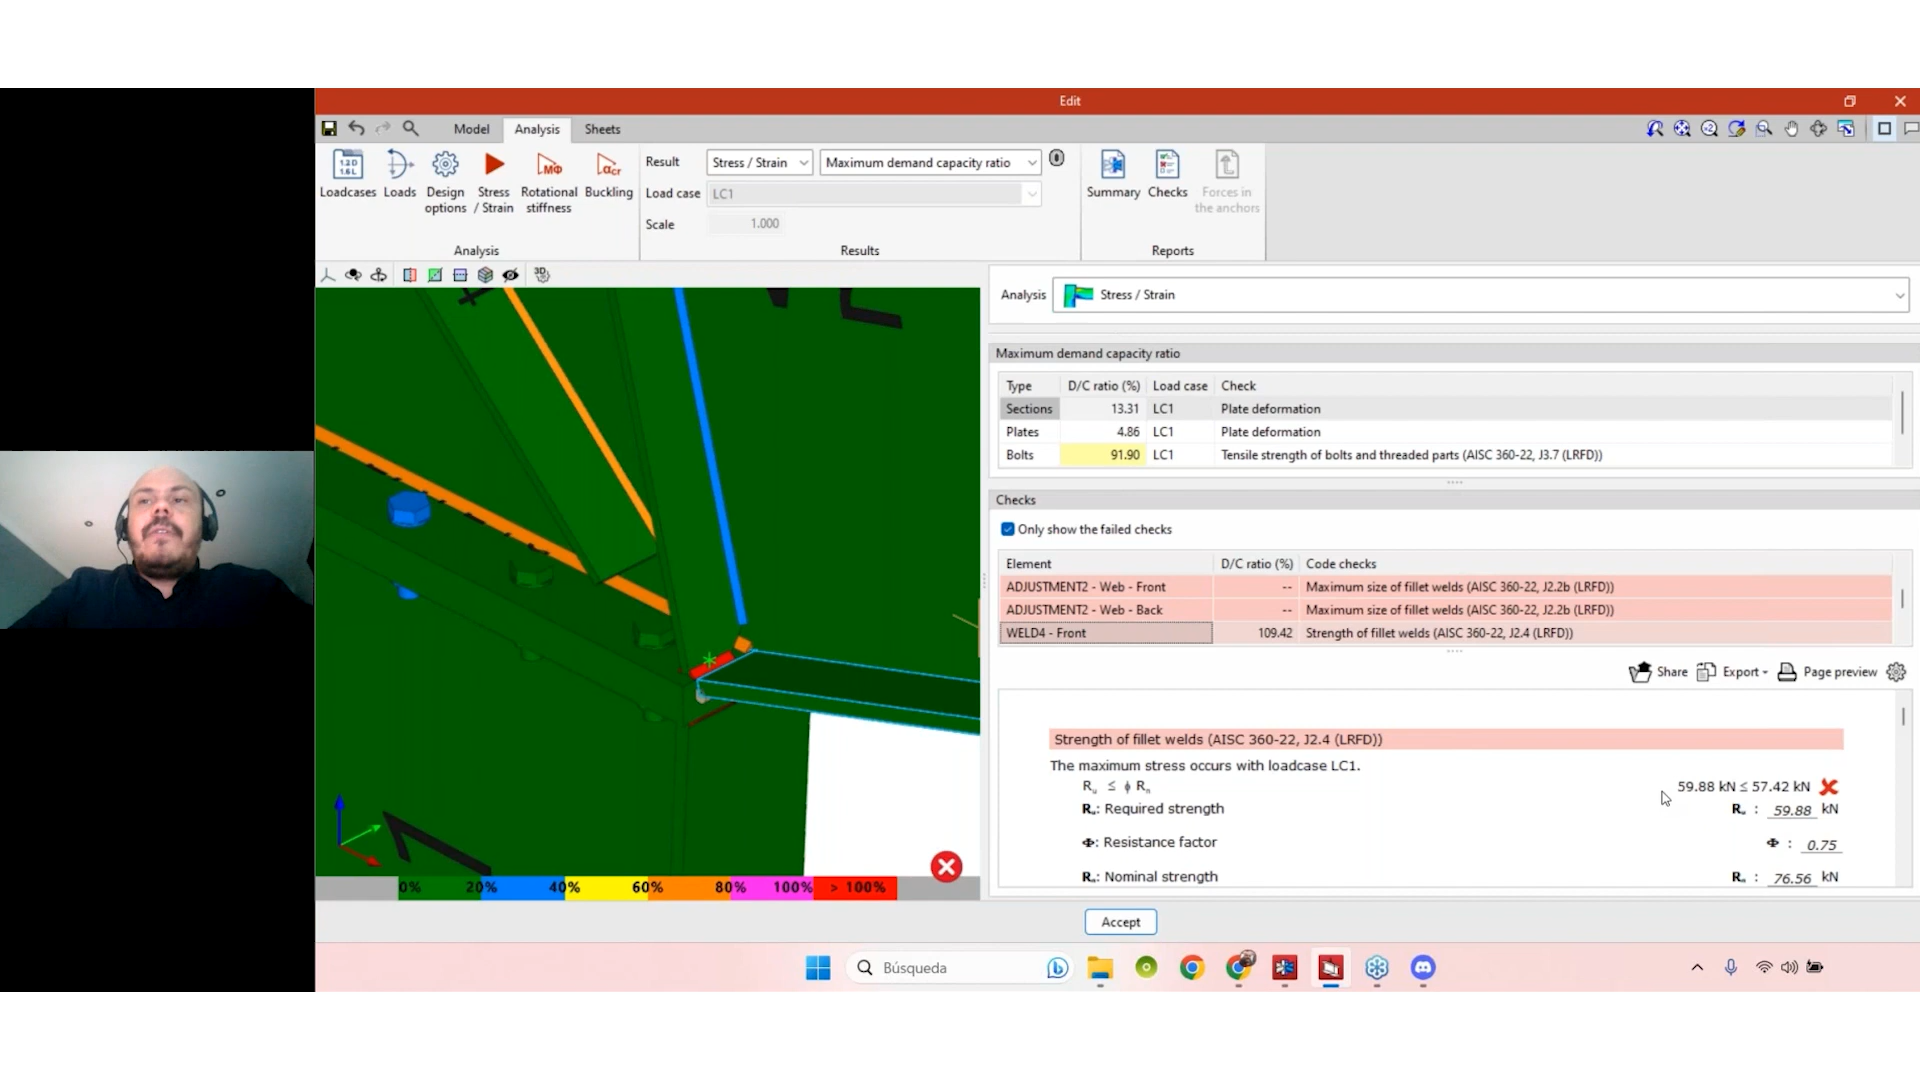 Edit
Model Analysis Sheets
Loadcases Loads Design options Stress / Strain Rotational stiffness Buckling
Analysis
Result Stress / Strain Maximum demand capacity ratio
Load case LC1
Scale 1.000
Results
Summary Checks Forces in the anchors
Reports
Analysis Stress / Strain
Maximum demand capacity ratio
Type D/C ratio (%) Load case Check
Sections 13.31 LC1 Plate deformation
Plates 4.86 LC1 Plate deformation
Bolts 91.90 LC1 Tensile strength of bolts and threaded parts (AISC 360-22, J3.7 (LRFD))
Checks
Only show the failed checks
Element D/C ratio (%) Code checks
ADJUSTMENT2 - Web - Front -- Maximum size of fillet welds (AISC 360-22, J2.2b (LRFD))
ADJUSTMENT2 - Web - Back -- Maximum size of fillet welds (AISC 360-22, J2.2b (LRFD))
WELD4 - Front 109.42 Strength of fillet welds (AISC 360-22, J2.4 (LRFD))
Share Export Page preview
Strength of fillet welds (AISC 360-22, J2.4 (LRFD))
The maximum stress occurs with loadcase LC1.
Ru ≤ ϕ Rn 59.88 kN ≤ 57.42 kN
Ru: Required strength Ru : 59.88 kN
Φ: Resistance factor Φ : 0.75
Rn: Nominal strength Rn : 76.56 kN
0% 20% 40% 60% 80% 100% > 100%
Accept
Búsqueda